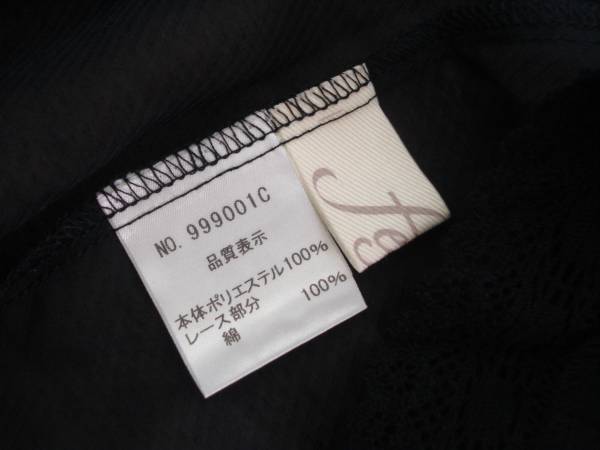 NO. 999001C
品質表示
本体ポリエステル100%
レース部分
綿 100%